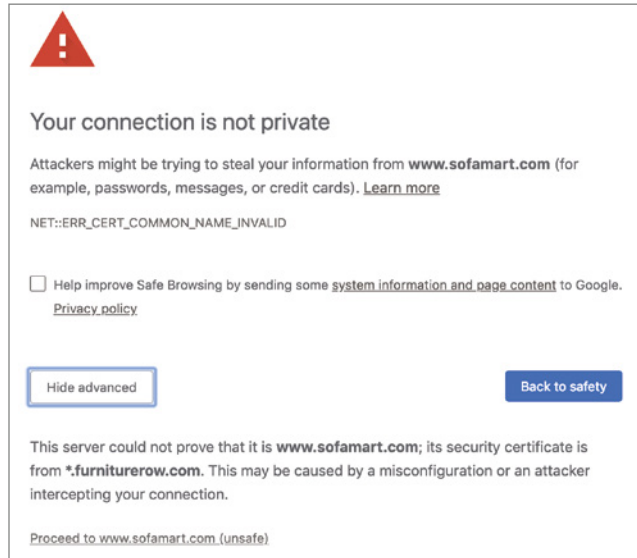 Your connection is not private
Attackers might be trying to steal your information from www.sofamart.com (for
example, passwords, messages, or credit cards). Learn more
NET::ERR_CERT_COMMON_NAME_INVALID
Help improve Safe Browsing by sending some system information and page content to Google.
Privacy policy
Hide advanced
Back to safety
This server could not prove that it is www.sofamart.com; its security certificate is
from *.furniturerow.com. This may be caused by a misconfiguration or an attacker
intercepting your connection.
Proceed to www.sofamart.com (unsafe)